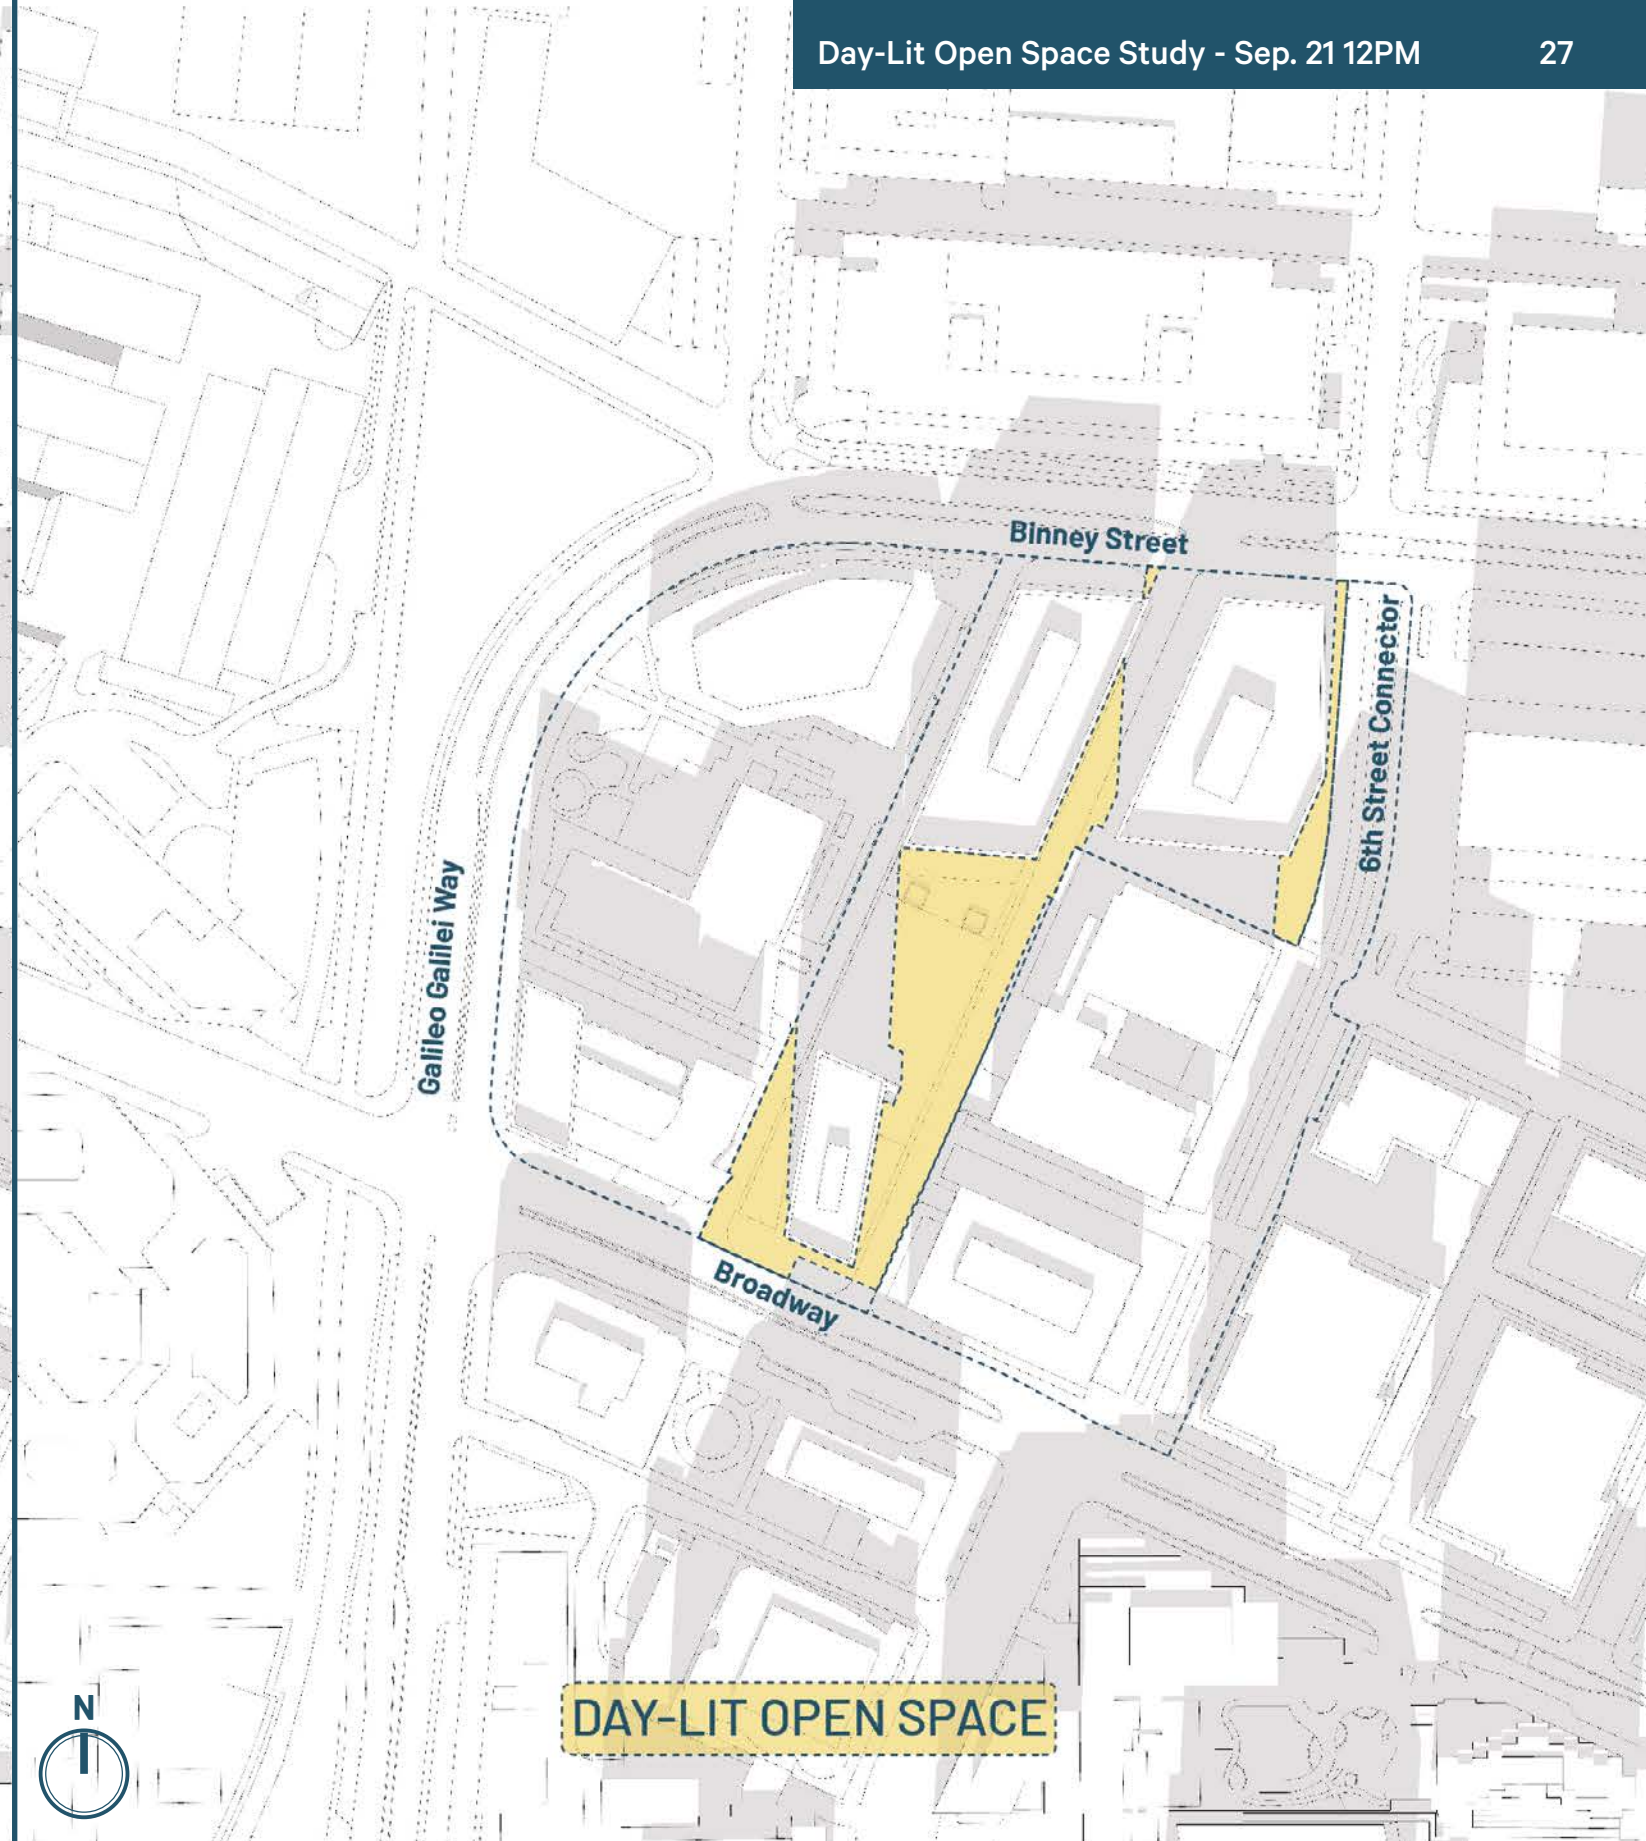 Day-Lit Open Space Study - Sep. 21 12PM 27
Binney Street
6th Street Connector
Galileo Galilei Way
Broadway
DAY-LIT OPEN SPACE
N